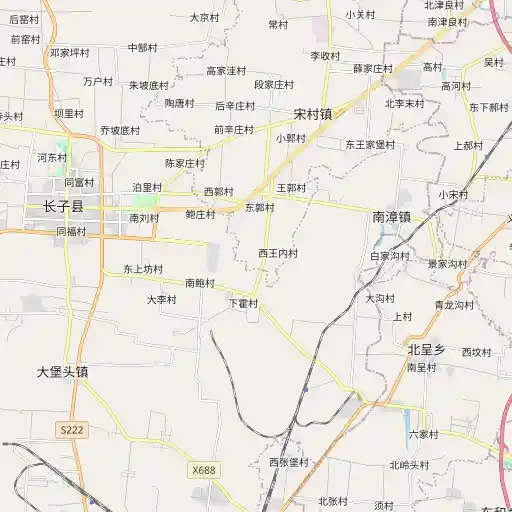 后窑村
大京村
常村
小关村
北津良村
南津良村
前窑村
邓家坪村
中郜村
李收村
薛家庄村
高村
吴村
高家洼村
万户村
朱坡底村
段家庄村
高河村
坝里村
陶唐村
后辛庄村
宋村镇
北李末村
东下郝村
寺头村
乔坡底村
前辛庄村
小郭村
东王家堡村
上郝村
河东村
庄村
陈家庄村
同富村
泊里村
西郭村
王郭村
小宋村
长子县
南刘村
鲍庄村
东郭村
南漳镇
同福村
西王内村
白家沟村
景家沟村
东上坊村
南鲍村
大李村
下霍村
大沟村
上村
青龙沟村
北呈乡
西坟村
南呈村
大堡头镇
S222
六家村
X688
西张堡村
北岭头村
北张村
须村